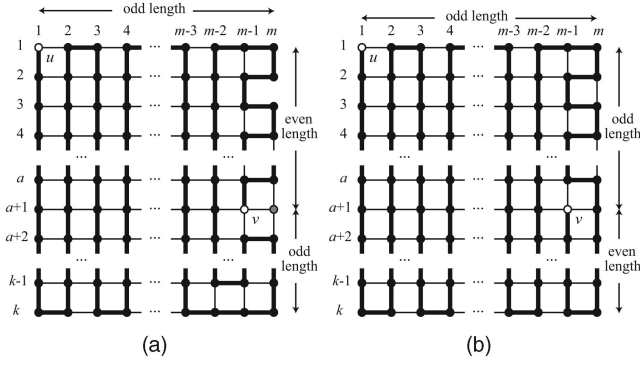 odd length
1 2 3 4 ... m-3 m-2 m-1 m
1
u
2
3
4
...
...
a
a+1
v
a+2
...
...
k-1
k
even length
odd length
(a)
odd length
1 2 3 4 ... m-3 m-2 m-1 m
1
u
2
3
4
...
...
a
a+1
v
a+2
...
...
k-1
k
odd length
even length
(b)